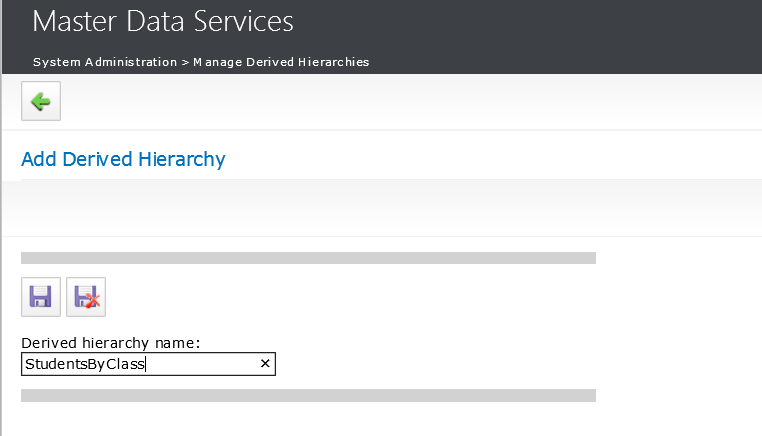 Master Data Services
System Administration > Manage Derived Hierarchies
Add Derived Hierarchy
Derived hierarchy name:
StudentsByClass